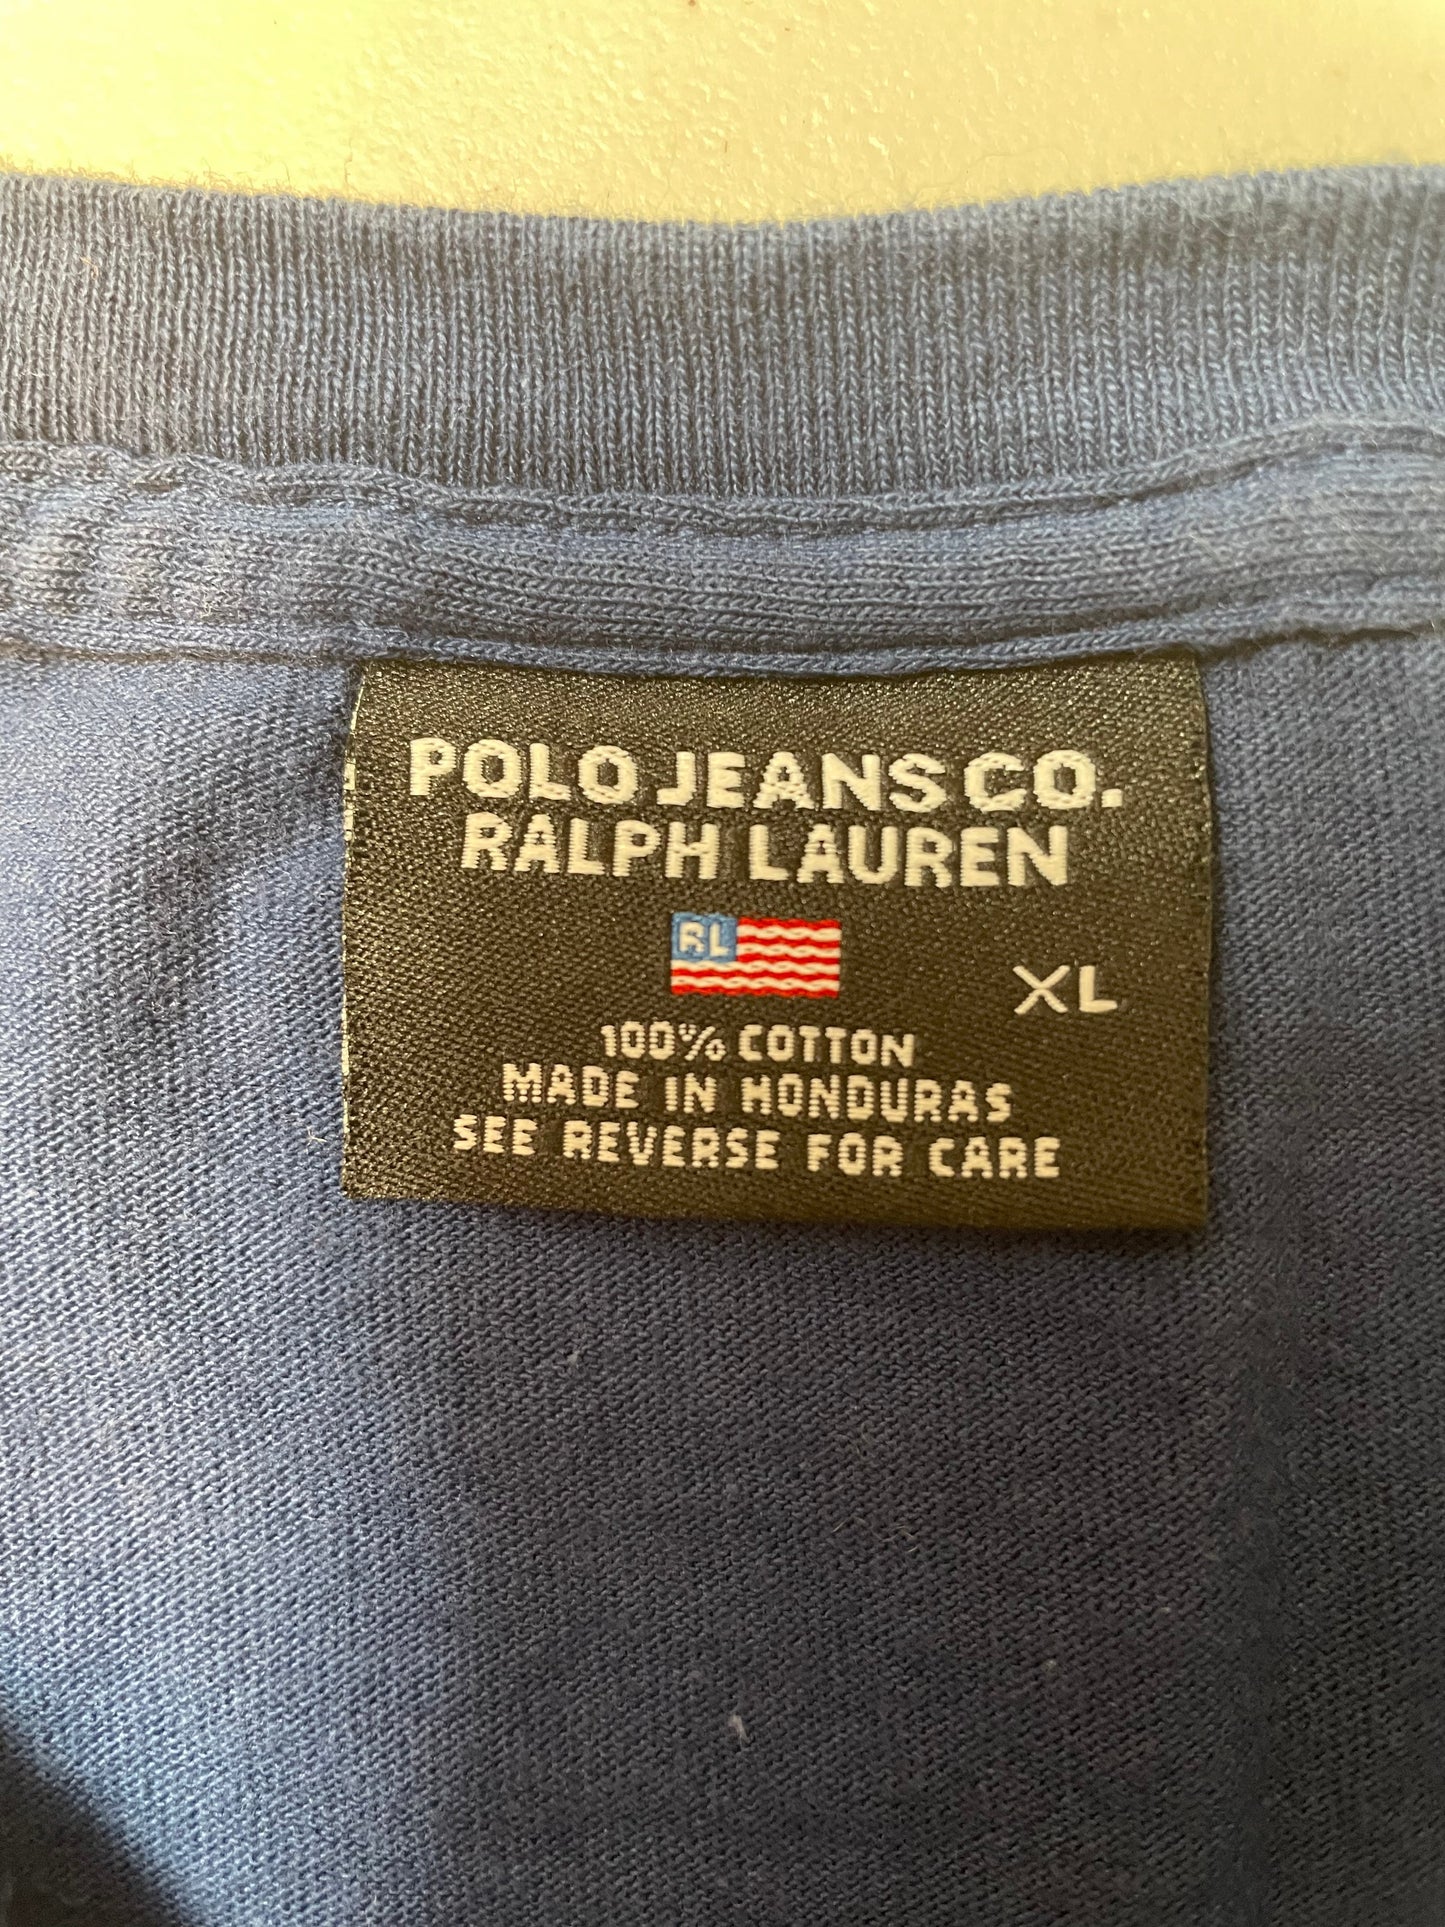 POLO JEANS CO.
RALPH LAUREN
RL
XL
100% COTTON
MADE IN HONDURAS
SEE REVERSE FOR CARE